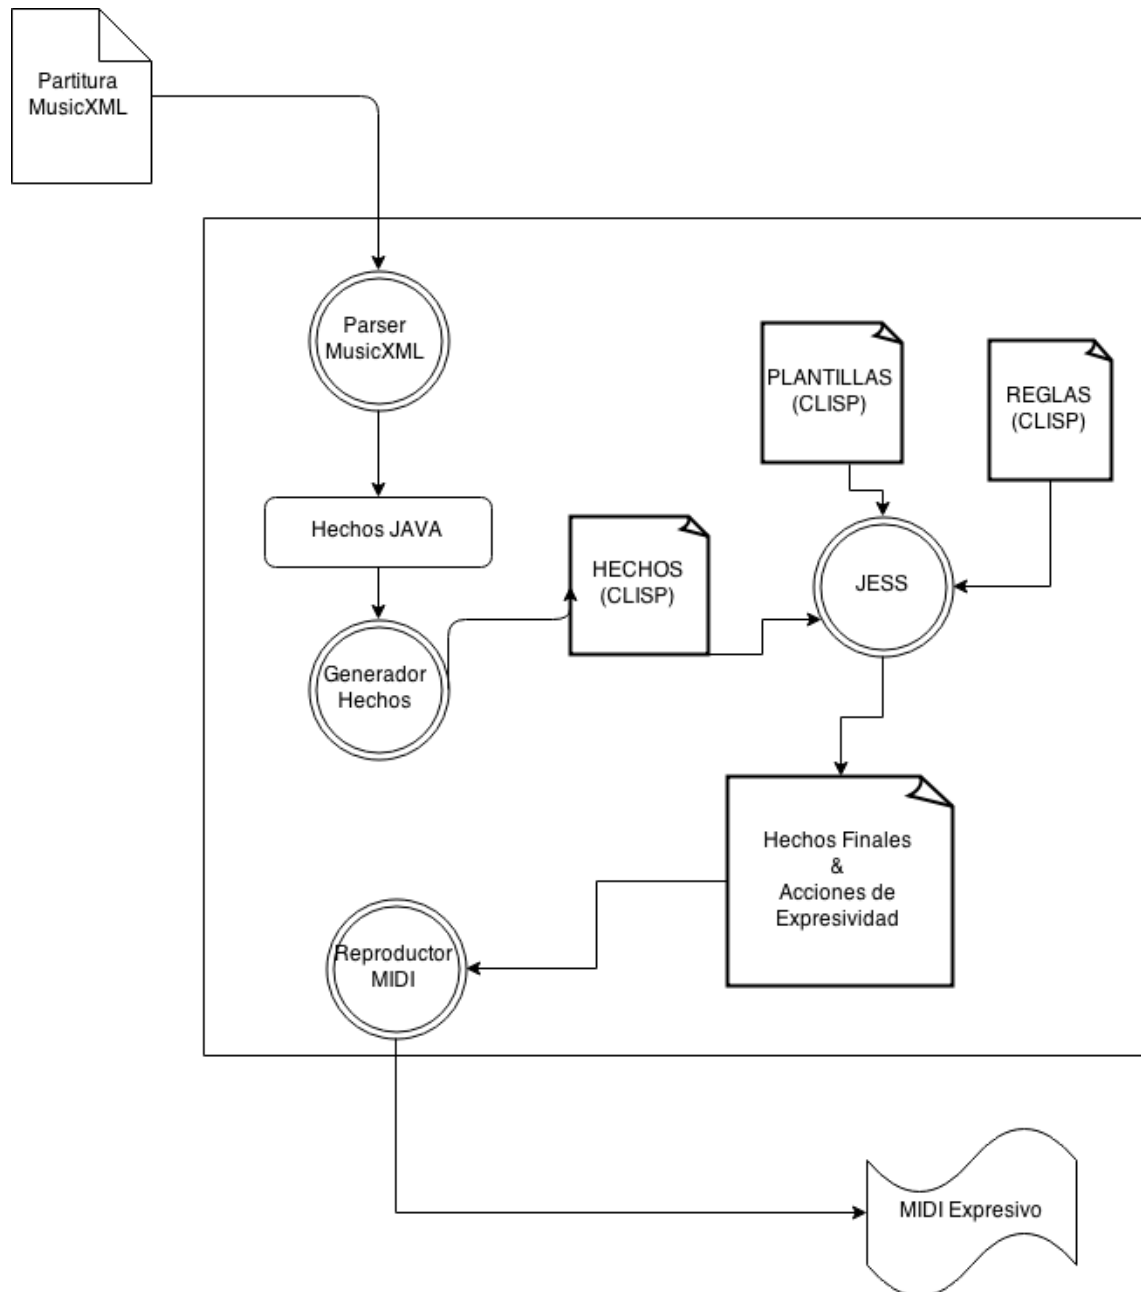 Partitura
MusicXML
Parser
MusicXML
PLANTILLAS
(CLISP)
REGLAS
(CLISP)
Hechos JAVA
HECHOS
(CLISP)
JESS
Generador
Hechos
Hechos Finales
&
Acciones de
Expresividad
Reproductor
MIDI
MIDI Expresivo